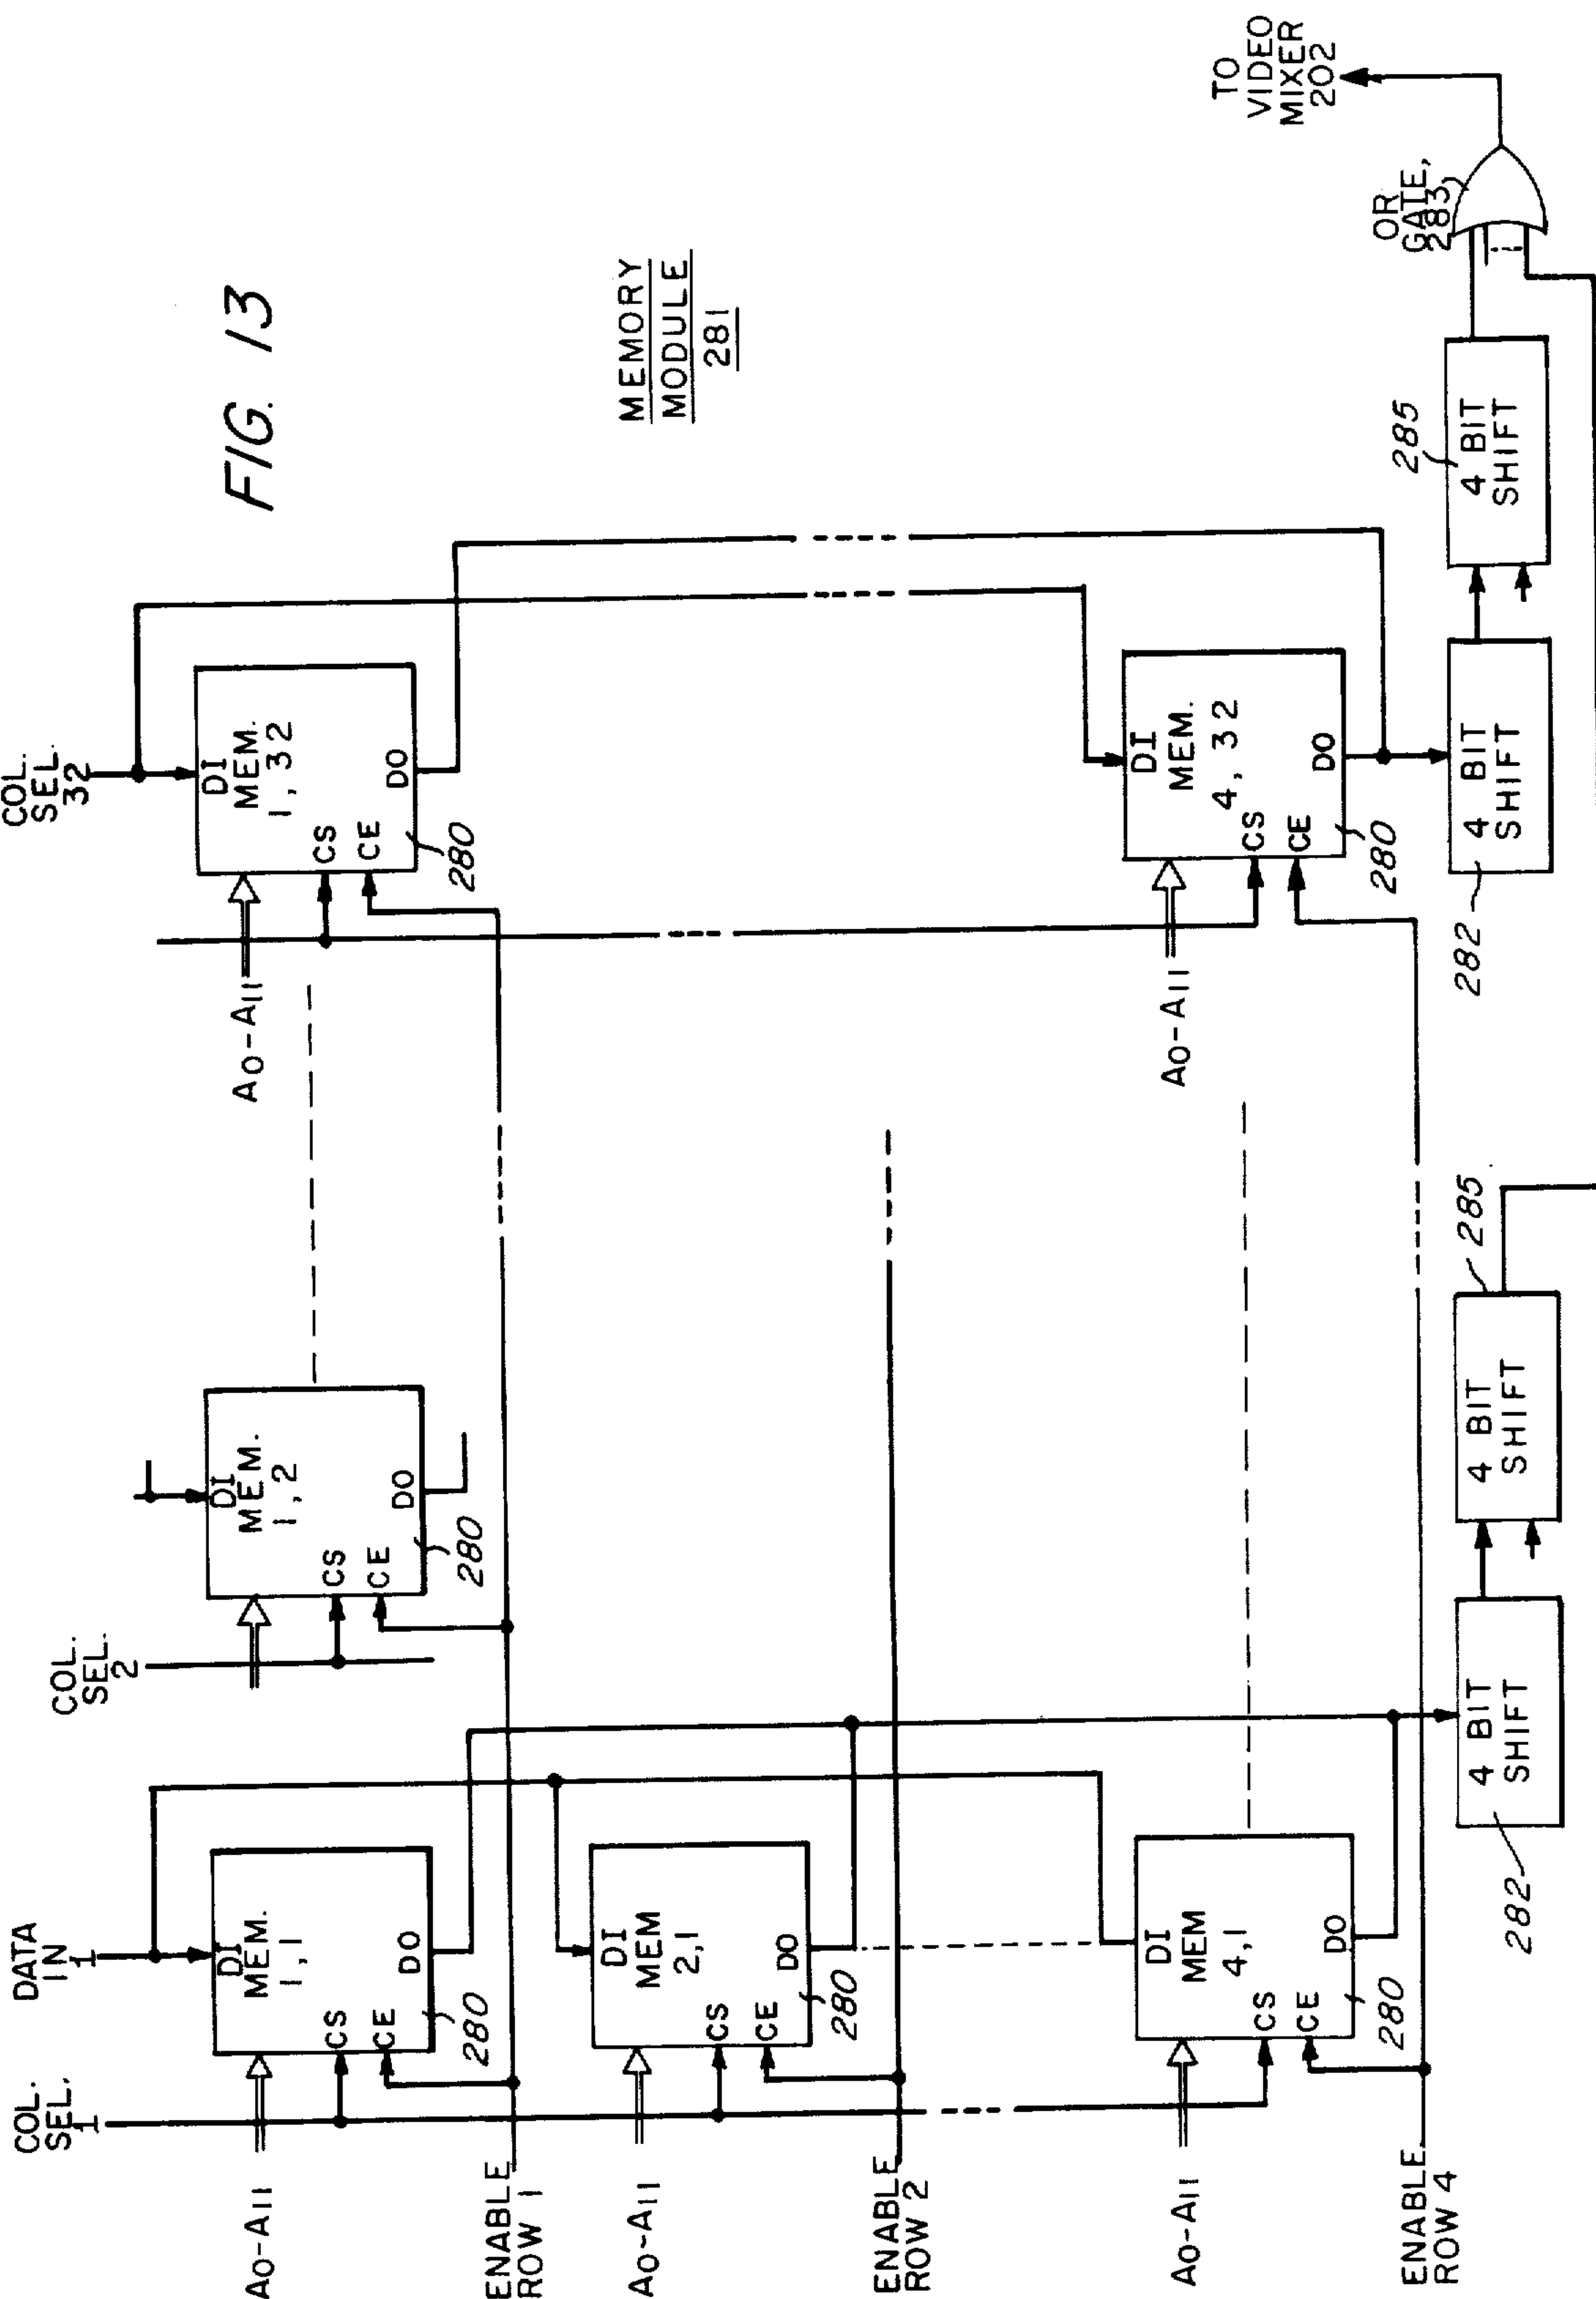 FIG. 13
MEMORY
MODULE
281
COL.
SEL.
1
DATA
IN
1
COL.
SEL.
2
COL.
SEL.
32
A0-A11
DI
MEM.
1,1
CS
CE
DO
280
DI
MEM.
1,2
CS
CE
DO
280
A0-A11
DI
MEM.
1,32
CS
CE
DO
280
ENABLE
ROW 1
A0-A11
DI
MEM
2,1
CS
CE
DO
280
ENABLE
ROW 2
A0-A11
DI
MEM
4,1
CS
CE
DO
280
A0-A11
DI
MEM.
4,32
CS
CE
DO
280
ENABLE
ROW 4
282
4 BIT
SHIFT
4 BIT
SHIFT
285
282
4 BIT
SHIFT
4 BIT
SHIFT
285
OR
GATE,
283
TO
VIDEO
MIXER
202